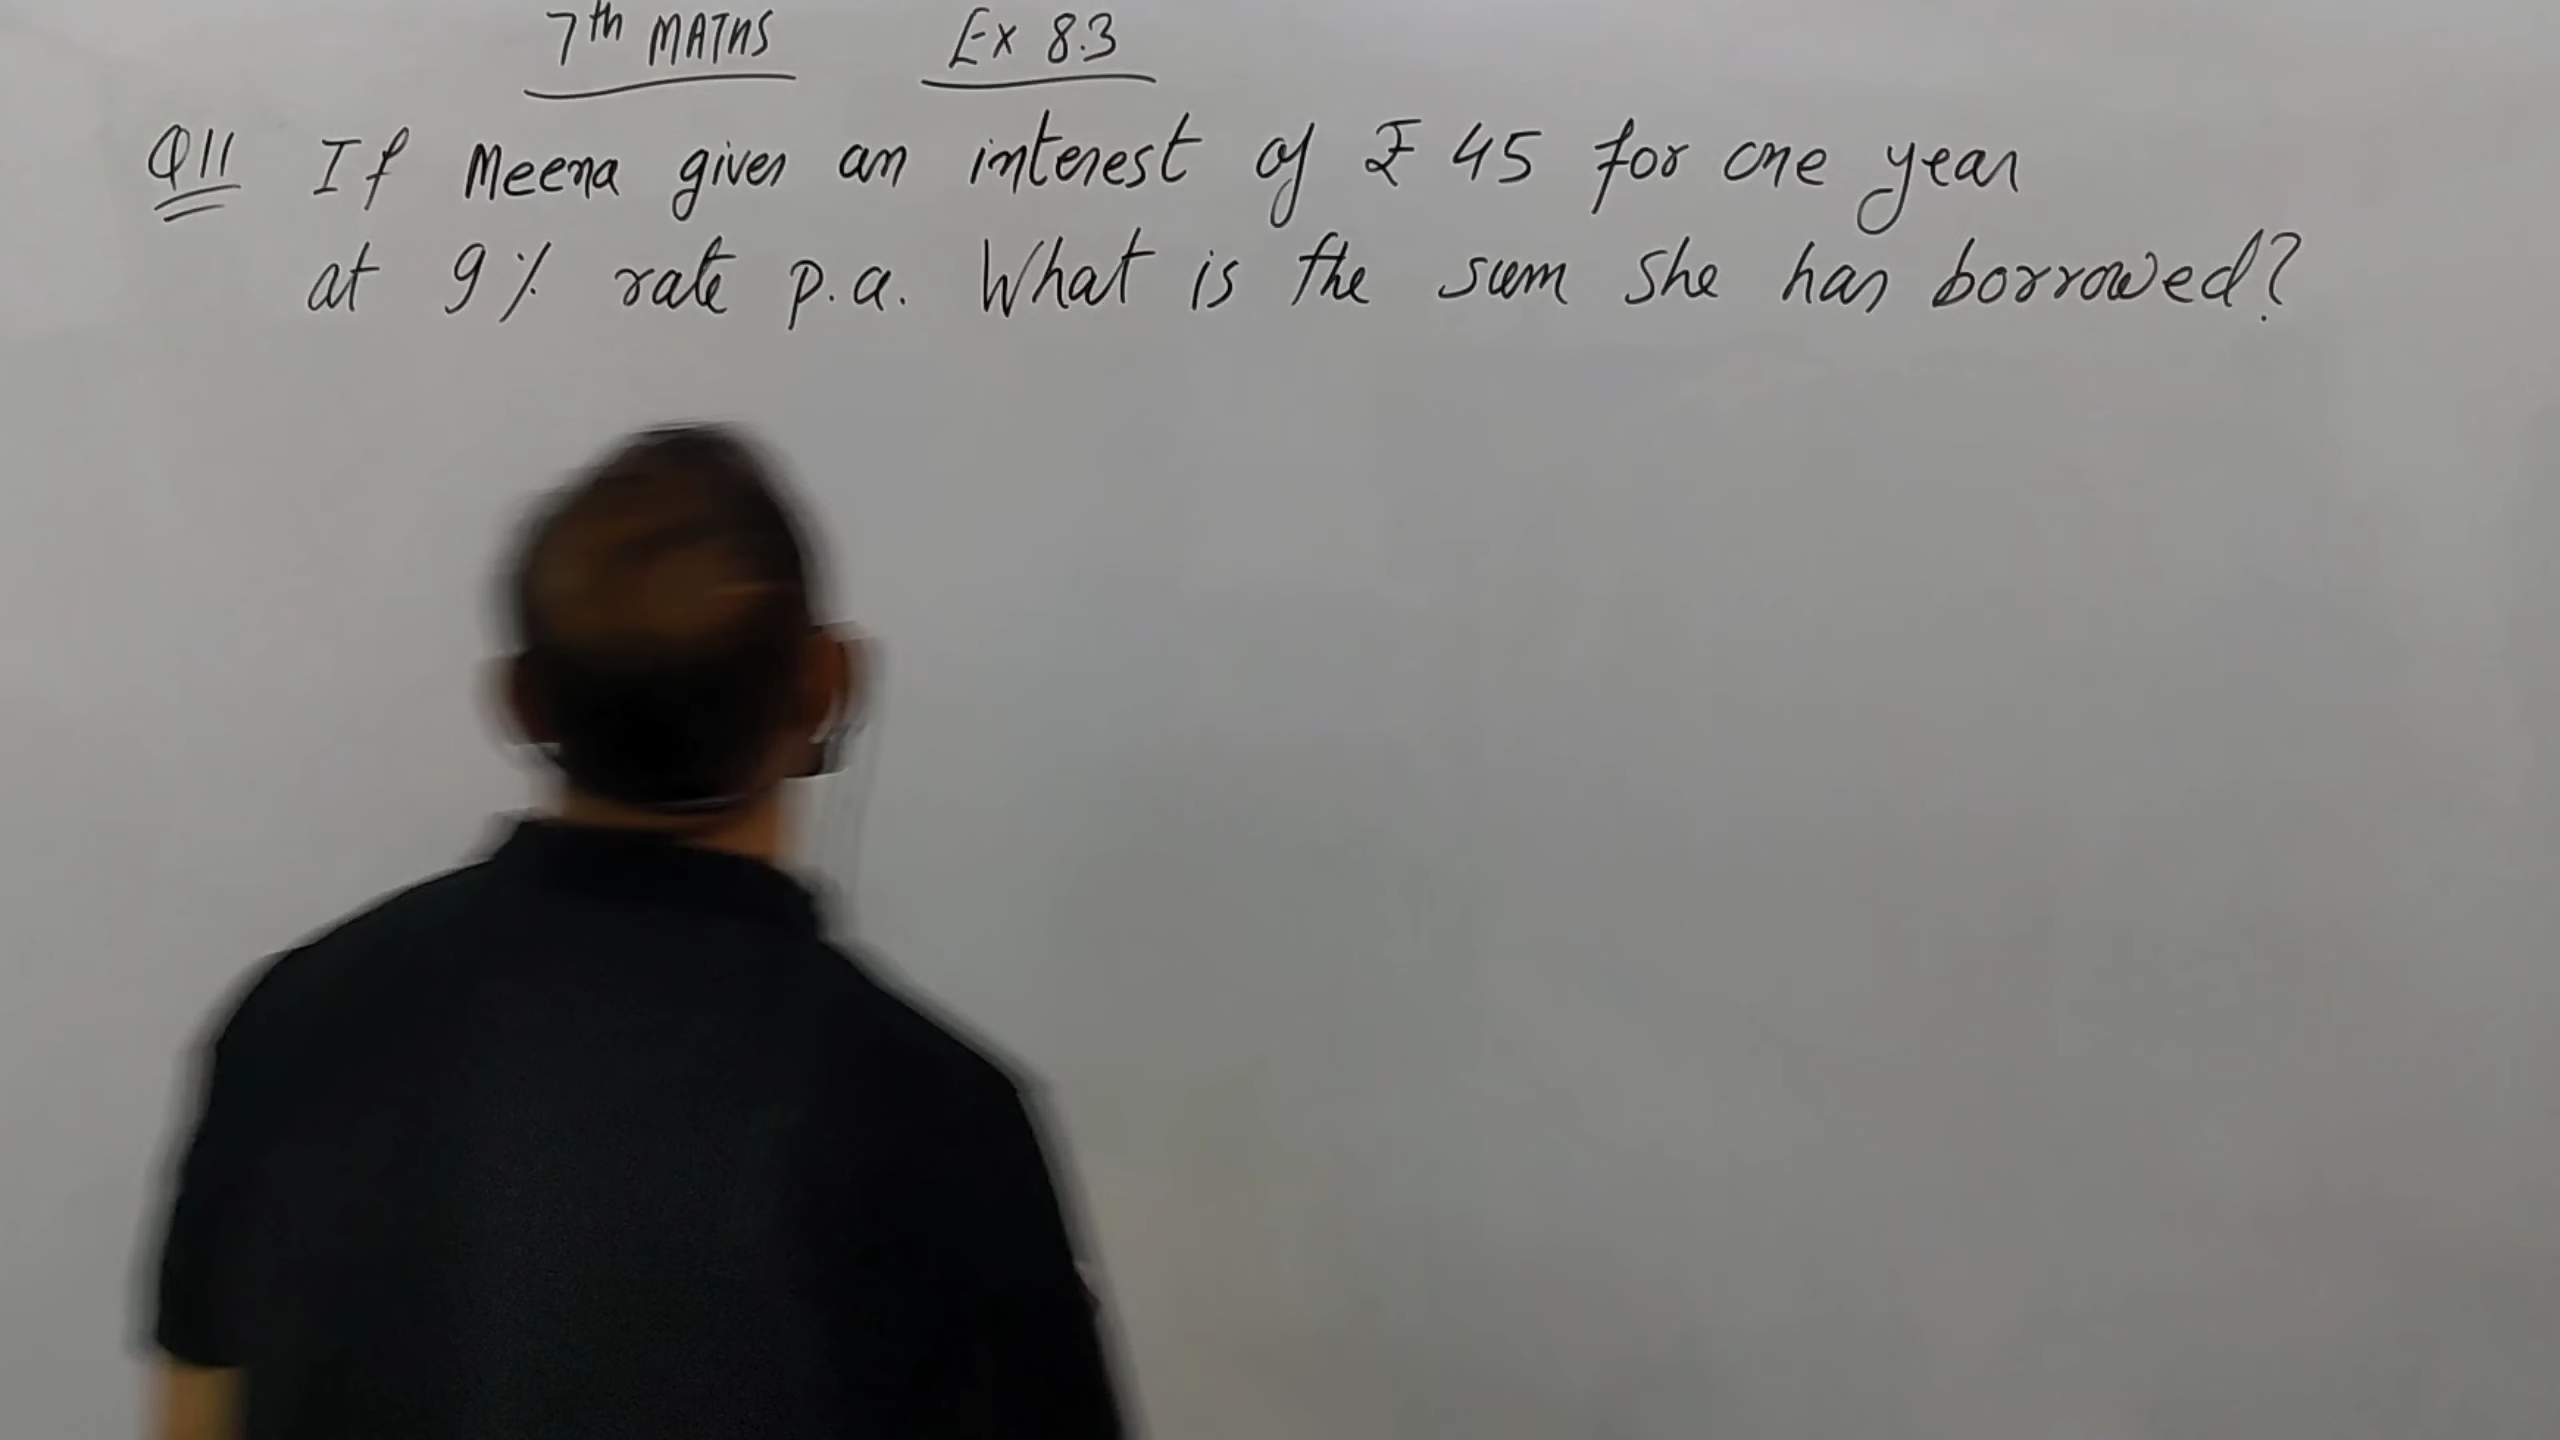 7th MATHS Ex 8.3
Q11 If Meena gives an interest of ₹ 45 for one year
at 9% rate p.a. What is the sum she has borrowed?